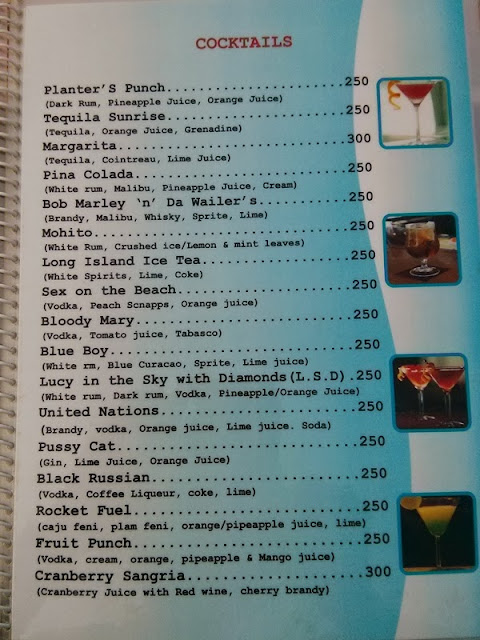 COCKTAILS
Planter'S Punch......................250
(Dark Rum, Pineapple Juice, Orange Juice)
Tequila Sunrise......................250
(Tequila, Orange Juice, Grenadine)
Margarita............................300
(Tequila, Cointreau, Lime Juice)
Pina Colada..........................250
(White rum, Malibu, Pineapple Juice, Cream)
Bob Marley 'n' Da Wailer's...........250
(Brandy, Malibu, Whisky, Sprite, Lime)
Mohito...............................250
(White Rum, Crushed ice/Lemon & mint leaves)
Long Island Ice Tea..................250
(White Spirits, Lime, Coke)
Sex on the Beach.....................250
(Vodka, Peach Scnapps, Orange juice)
Bloody Mary..........................250
(Vodka, Tomato juice, Tabasco)
Blue Boy.............................250
(White rm, Blue Curacao, Sprite, Lime juice)
Lucy in the Sky with Diamonds(L.S.D).250
(White rum, Dark rum, Vodka, Pineapple/Orange Juice)
United Nations.......................250
(Brandy, vodka, Orange juice, Lime juice. Soda)
Pussy Cat............................250
(Gin, Lime Juice, Orange Juice)
Black Russian........................250
(Vodka, Coffee Liqueur, coke, lime)
Rocket Fuel..........................250
(caju feni, plam feni, orange/pipeapple juice, lime)
Fruit Punch..........................250
(Vodka, cream, orange, pipeapple & Mango juice)
Cranberry Sangria....................300
(Cranberry Juice with Red wine, cherry brandy)